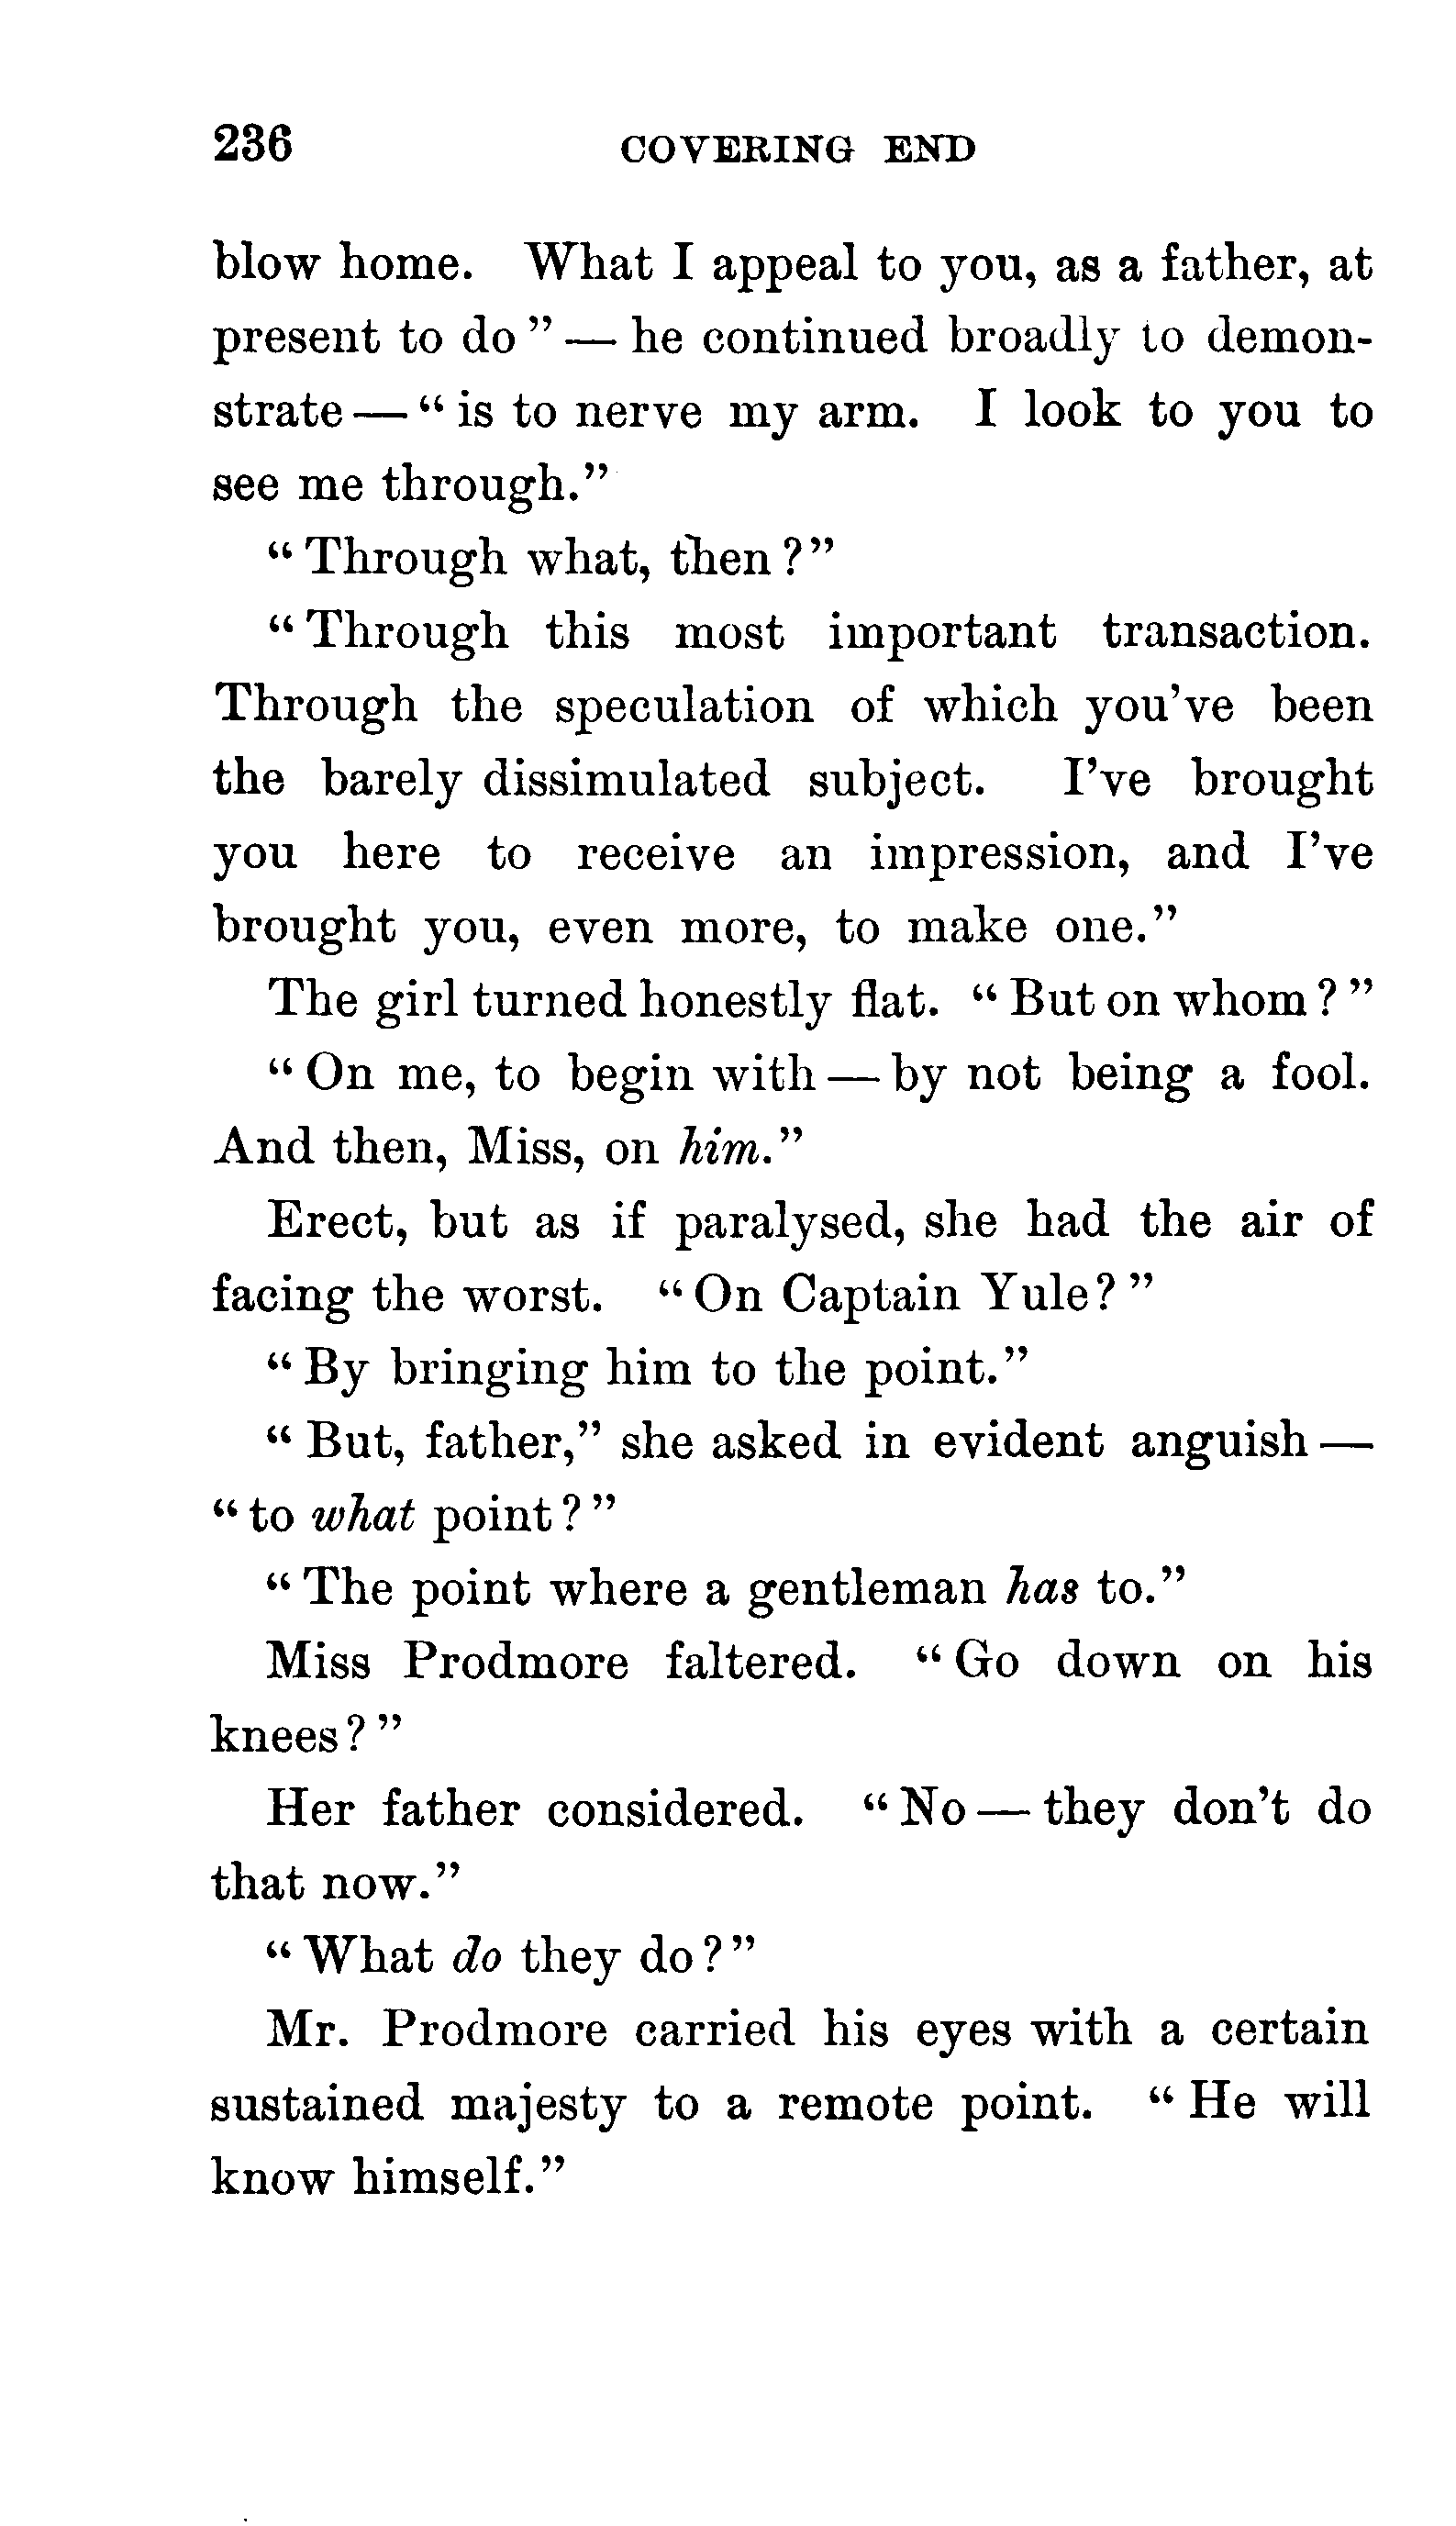 236 COVERING END
blow home. What I appeal to you, as a father, at
present to do” — he continued broadly to demon-
strate — “is to nerve my arm. I look to you to
see me through.”
“Through what, then?”
“Through this most important transaction.
Through the speculation of which you’ve been
the barely dissimulated subject. I’ve brought
you here to receive an impression, and I’ve
brought you, even more, to make one.”
The girl turned honestly flat. “But on whom?”
“On me, to begin with — by not being a fool.
And then, Miss, on him.”
Erect, but as if paralysed, she had the air of
facing the worst. “On Captain Yule?”
“By bringing him to the point.”
“But, father,” she asked in evident anguish —
“to what point?”
“The point where a gentleman has to.”
Miss Prodmore faltered. “Go down on his
knees?”
Her father considered. “No — they don’t do
that now.”
“What do they do?”
Mr. Prodmore carried his eyes with a certain
sustained majesty to a remote point. “He will
know himself.”